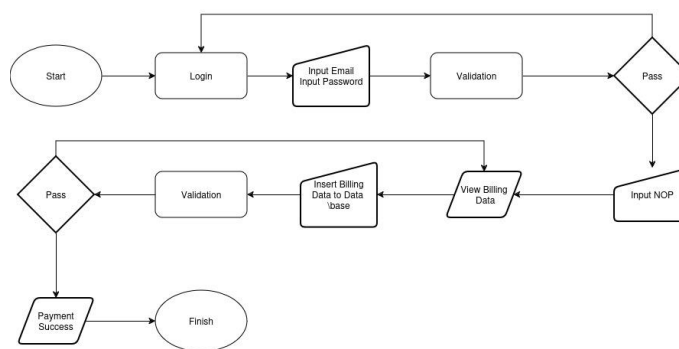 Start
Login
Input Email
Input Password
Validation
Pass
Pass
Validation
Insert Billing
Data to Data
\base
View Billing
Data
Input NOP
Payment
Success
Finish